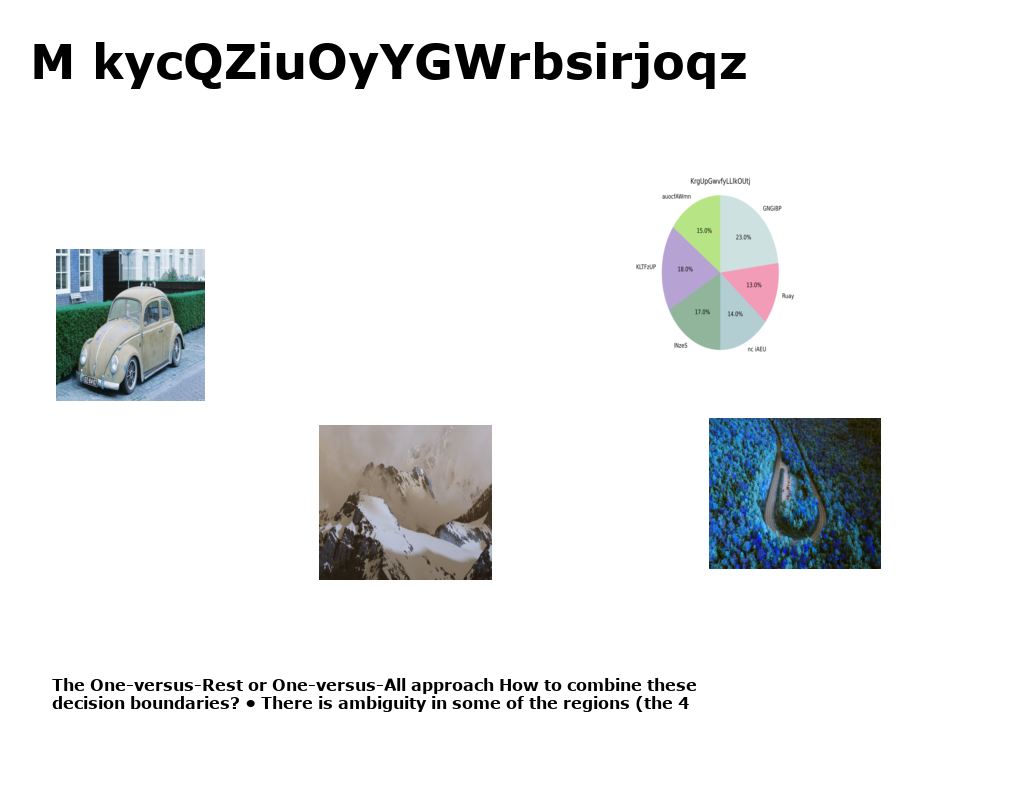 M kycQZiuOyYGWrbsirjoqz
KrgUpGwvfyLLlkOUtj
auocfAWmn
GNGiBP
15.0%
23.0%
KLTFzUP
18.0%
13.0%
Ruay
17.0%
14.0%
lNzeS
nc iAEU
The One-versus-Rest or One-versus-All approach How to combine these
decision boundaries? • There is ambiguity in some of the regions (the 4